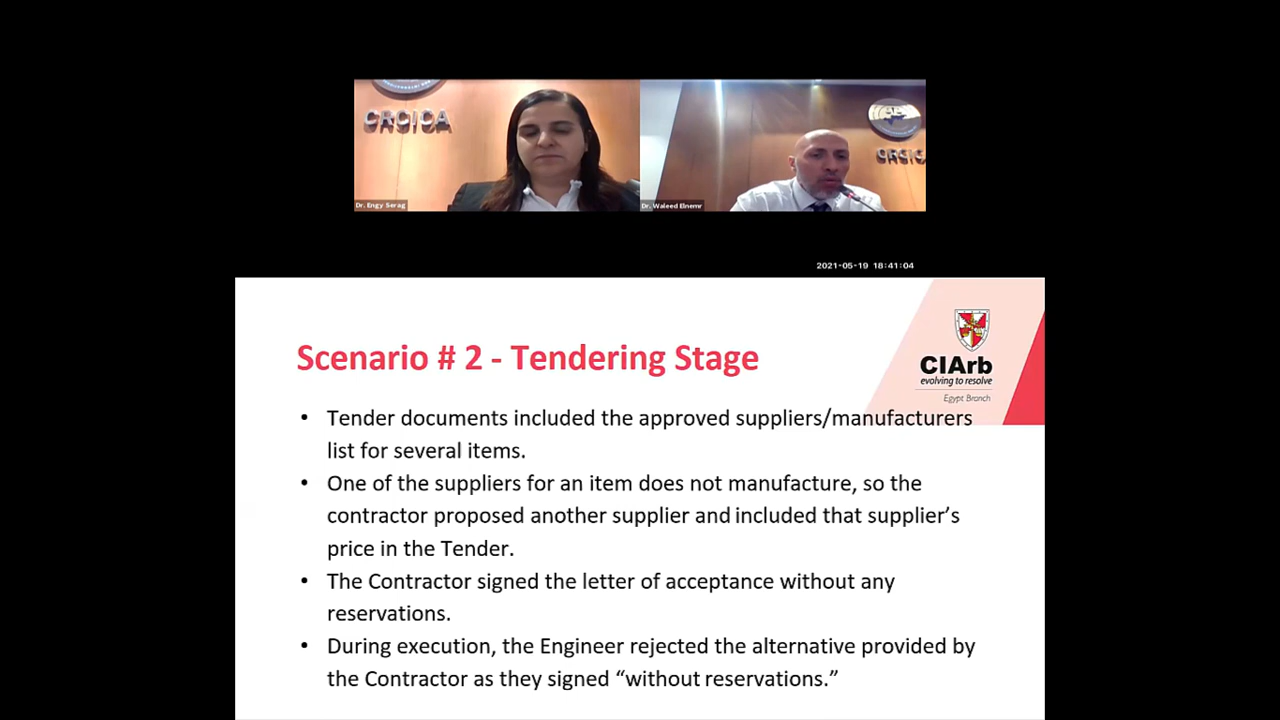 CRCICA
CRCIC
Dr. Engy Serag
Dr. Waleed Elnemr
2021-05-19 18:41:04
Scenario # 2 - Tendering Stage
CIArb
evolving to resolve
Egypt Branch
• Tender documents included the approved suppliers/manufacturers
list for several items.
• One of the suppliers for an item does not manufacture, so the
contractor proposed another supplier and included that supplier’s
price in the Tender.
• The Contractor signed the letter of acceptance without any
reservations.
• During execution, the Engineer rejected the alternative provided by
the Contractor as they signed “without reservations.”